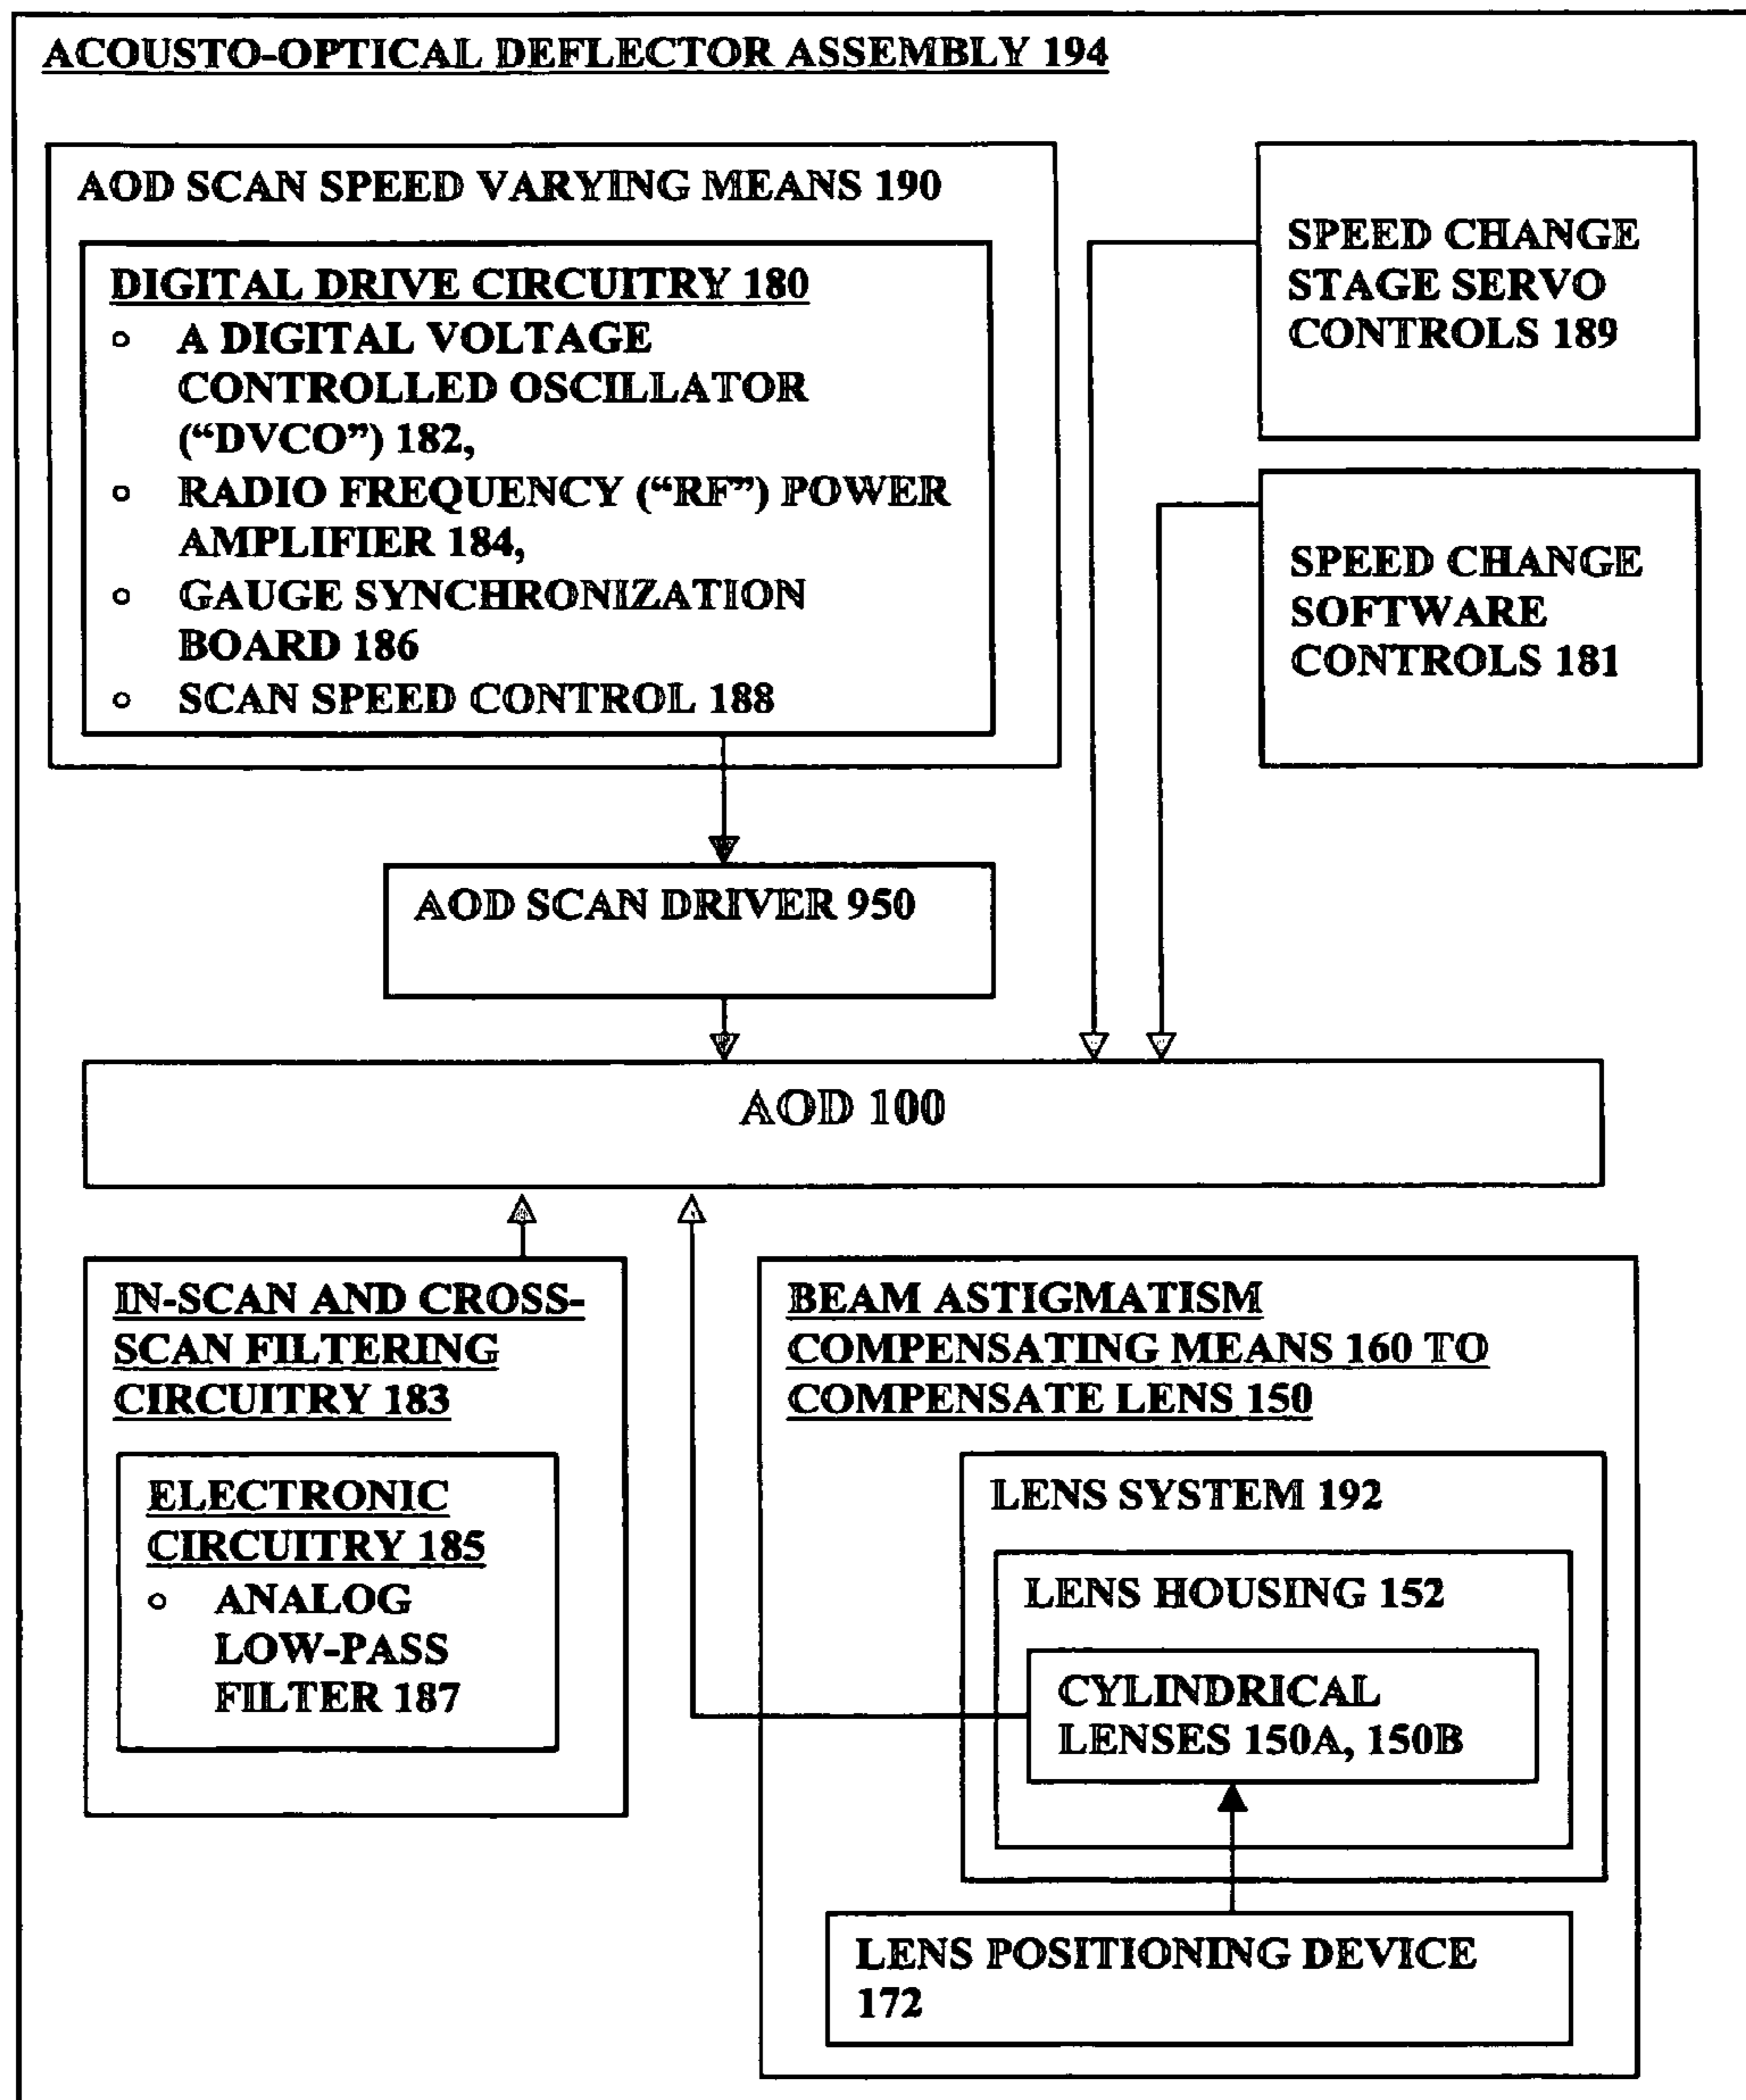 ACOUSTO-OPTICAL DEFLECTOR ASSEMBLY 194
AOD SCAN SPEED VARYING MEANS 190
DIGITAL DRIVE CIRCUITRY 180
o A DIGITAL VOLTAGE
CONTROLLED OSCILLATOR
(“DVCO”) 182,
o RADIO FREQUENCY (“RF”) POWER
AMPLIFIER 184,
o GAUGE SYNCHRONIZATION
BOARD 186
o SCAN SPEED CONTROL 188
SPEED CHANGE
STAGE SERVO
CONTROLS 189
SPEED CHANGE
SOFTWARE
CONTROLS 181
AOD SCAN DRIVER 950
AOD 100
IN-SCAN AND CROSS-
SCAN FILTERING
CIRCUITRY 183
ELECTRONIC
CIRCUITRY 185
o ANALOG
LOW-PASS
FILTER 187
BEAM ASTIGMATISM
COMPENSATING MEANS 160 TO
COMPENSATE LENS 150
LENS SYSTEM 192
LENS HOUSING 152
CYLINDRICAL
LENSES 150A, 150B
LENS POSITIONING DEVICE
172